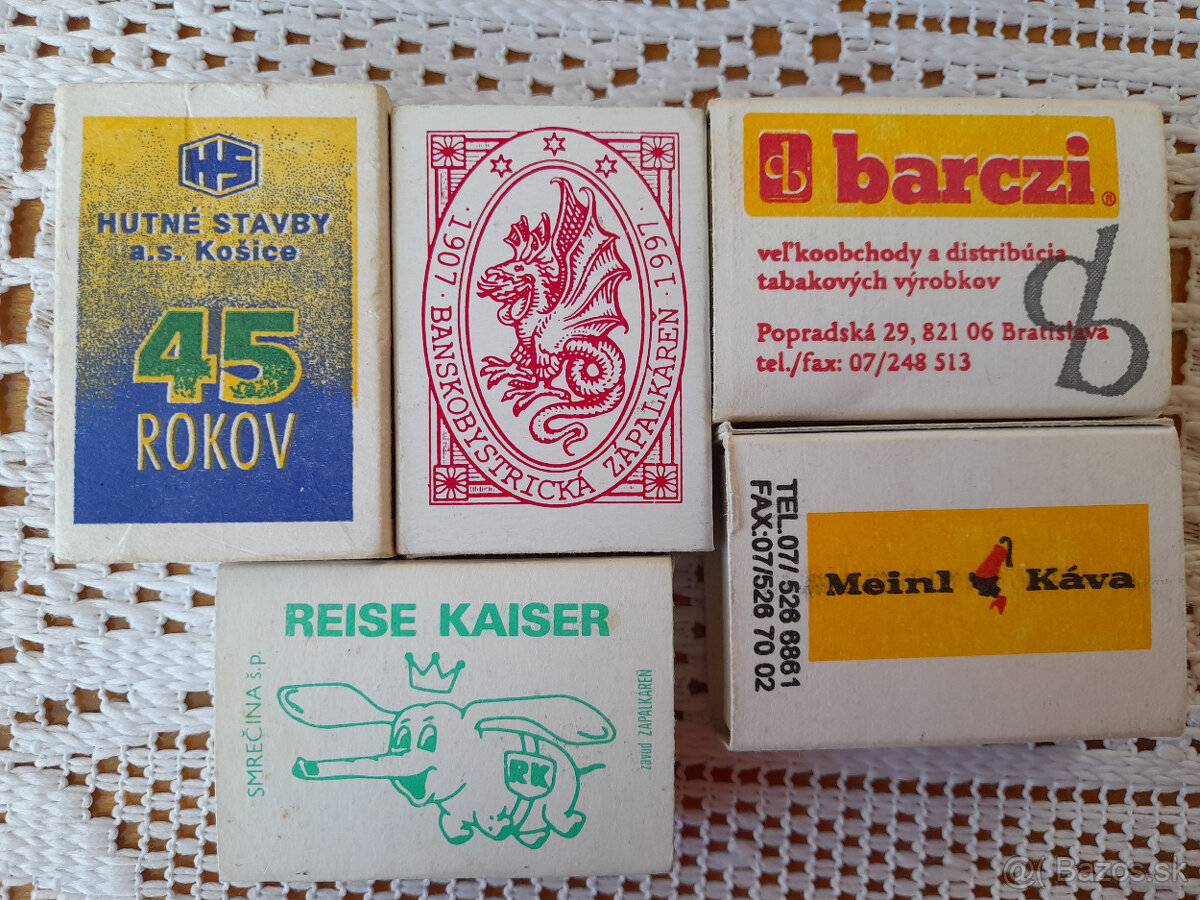 HS
HUTNÉ STAVBY
a.s. Košice
45
ROKOV
· 1907 · BANSKOBYSTRICKÁ ZÁPALKÁREŇ · 1997
db barczi®
veľkoobchody a distribúcia
tabakových výrobkov
Popradská 29, 821 06 Bratislava
tel./fax: 07/248 513
db
TEL.07/ 526 6861
FAX:07/526 70 02
Meinl Káva
REISE KAISER
SMREČINA š.p.
RK
závod ZÁPALKÁREŇ
@( Bazos.sk